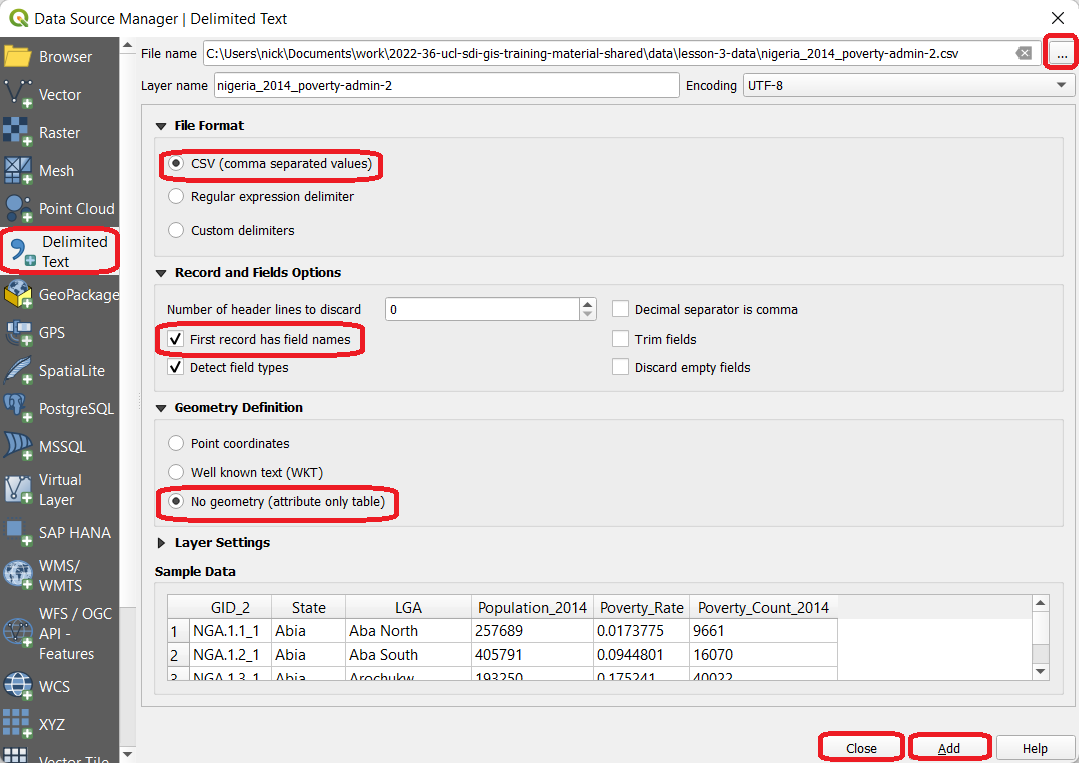 Data Source Manager | Delimited Text
Browser
Vector
Raster
Mesh
Point Cloud
Delimited
Text
GeoPackage
GPS
SpatiaLite
PostgreSQL
MSSQL
Virtual
Layer
SAP HANA
WMS/
WMTS
WFS / OGC
API -
Features
WCS
XYZ
Vector Tile
File name C:\Users\nick\Documents\work\2022-36-ucl-sdi-gis-training-material-shared\data\lesson-3-data\nigeria_2014_poverty-admin-2.csv ...
Layer name nigeria_2014_poverty-admin-2 Encoding UTF-8
File Format
CSV (comma separated values)
Regular expression delimiter
Custom delimiters
Record and Fields Options
Number of header lines to discard 0 Decimal separator is comma
First record has field names Trim fields
Detect field types Discard empty fields
Geometry Definition
Point coordinates
Well known text (WKT)
No geometry (attribute only table)
Layer Settings
Sample Data
GID_2 State LGA Population_2014 Poverty_Rate Poverty_Count_2014
1 NGA.1.1_1 Abia Aba North 257689 0.0173775 9661
2 NGA.1.2_1 Abia Aba South 405791 0.0944801 16070
3 NGA.1.3_1 Abia Arochukw 193250 0.175241 40022
Close Add Help